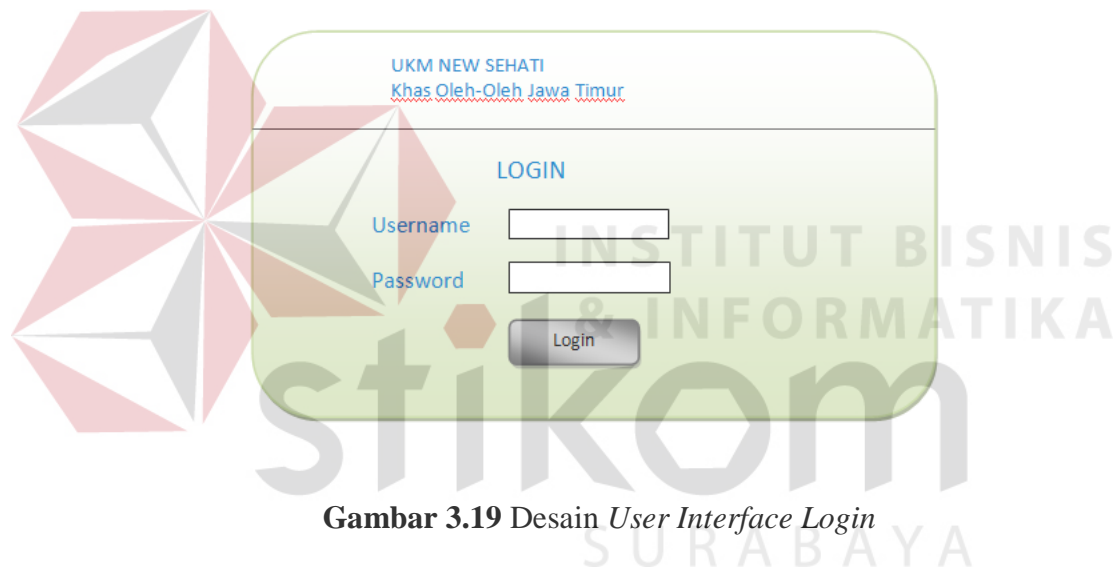 UKM NEW SEHATI
Khas Oleh-Oleh Jawa Timur
LOGIN
Username
Password
Login
INSTITUT BISNIS
& INFORMATIKA
stikom
SURABAYA
Gambar 3.19 Desain User Interface Login